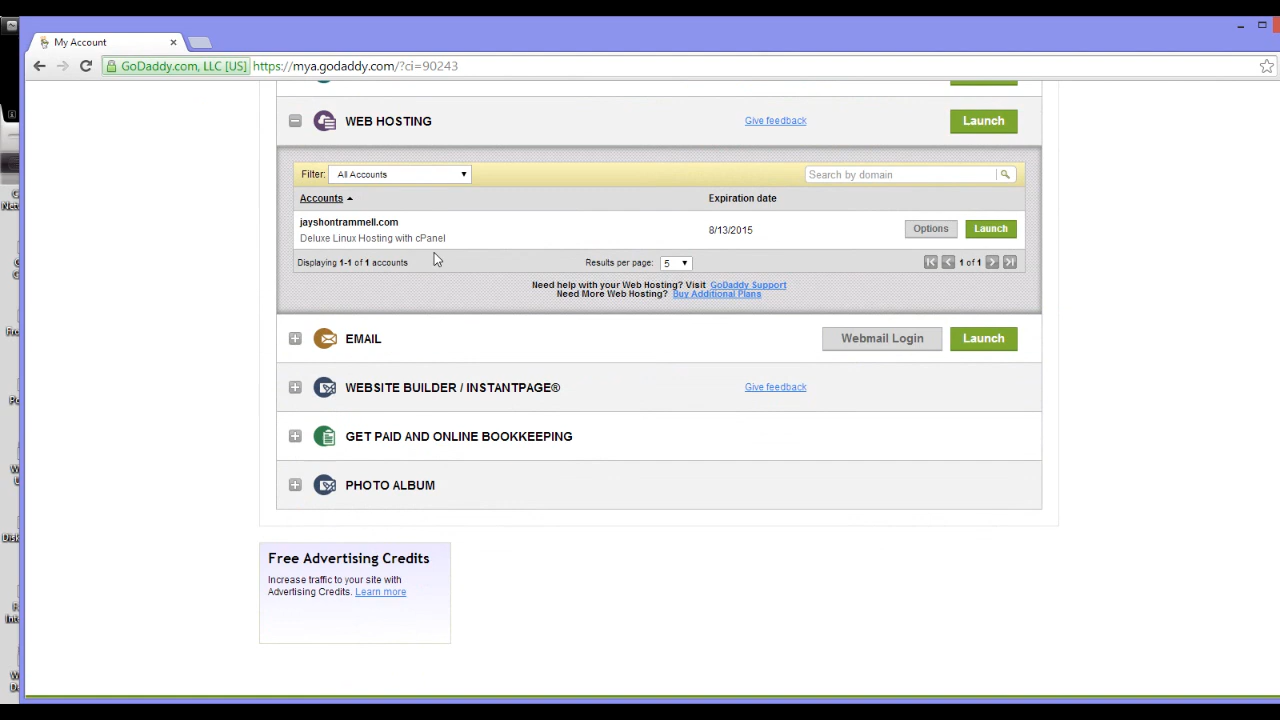 My Account
GoDaddy.com, LLC [US] https://mya.godaddy.com/?ci=90243
WEB HOSTING Give feedback Launch
Filter: All Accounts Search by domain
Accounts Expiration date
jayshontrammell.com
Deluxe Linux Hosting with cPanel 8/13/2015 Options Launch
Displaying 1-1 of 1 accounts Results per page: 5 1 of 1
Need help with your Web Hosting? Visit GoDaddy Support
Need More Web Hosting? Buy Additional Plans
EMAIL Webmail Login Launch
WEBSITE BUILDER / INSTANTPAGE® Give feedback
GET PAID AND ONLINE BOOKKEEPING
PHOTO ALBUM
Free Advertising Credits
Increase traffic to your site with
Advertising Credits. Learn more